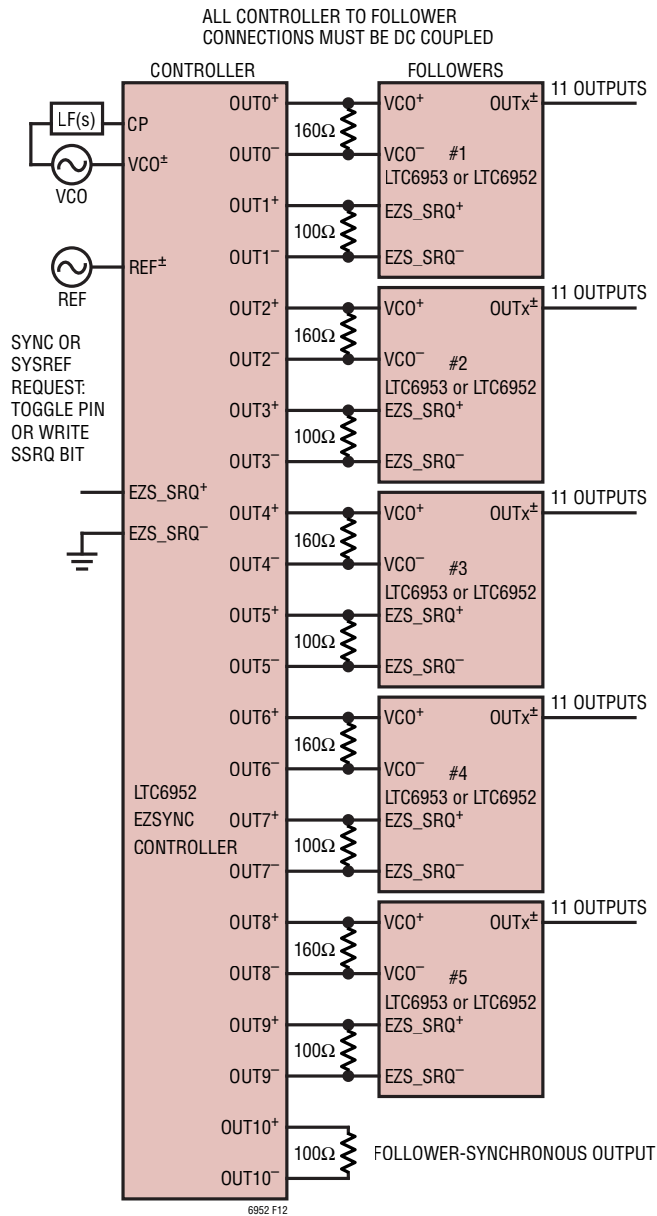 ALL CONTROLLER TO FOLLOWER
CONNECTIONS MUST BE DC COUPLED
CONTROLLER
FOLLOWERS
LF(s)
CP
VCO±
VCO
REF±
REF
SYNC OR
SYSREF
REQUEST:
TOGGLE PIN
OR WRITE
SSRQ BIT
EZS_SRQ+
EZS_SRQ–
LTC6952
EZSYNC
CONTROLLER
OUT0+
160Ω
OUT0–
OUT1+
100Ω
OUT1–
VCO+
OUTx±
11 OUTPUTS
VCO–
#1
LTC6953 or LTC6952
EZS_SRQ+
EZS_SRQ–
OUT2+
160Ω
OUT2–
OUT3+
100Ω
OUT3–
VCO+
OUTx±
11 OUTPUTS
VCO–
#2
LTC6953 or LTC6952
EZS_SRQ+
EZS_SRQ–
OUT4+
160Ω
OUT4–
OUT5+
100Ω
OUT5–
VCO+
OUTx±
11 OUTPUTS
VCO–
#3
LTC6953 or LTC6952
EZS_SRQ+
EZS_SRQ–
OUT6+
160Ω
OUT6–
OUT7+
100Ω
OUT7–
VCO+
OUTx±
11 OUTPUTS
VCO–
#4
LTC6953 or LTC6952
EZS_SRQ+
EZS_SRQ–
OUT8+
160Ω
OUT8–
OUT9+
100Ω
OUT9–
VCO+
OUTx±
11 OUTPUTS
VCO–
#5
LTC6953 or LTC6952
EZS_SRQ+
EZS_SRQ–
OUT10+
100Ω
OUT10–
FOLLOWER-SYNCHRONOUS OUTPUT
6952 F12